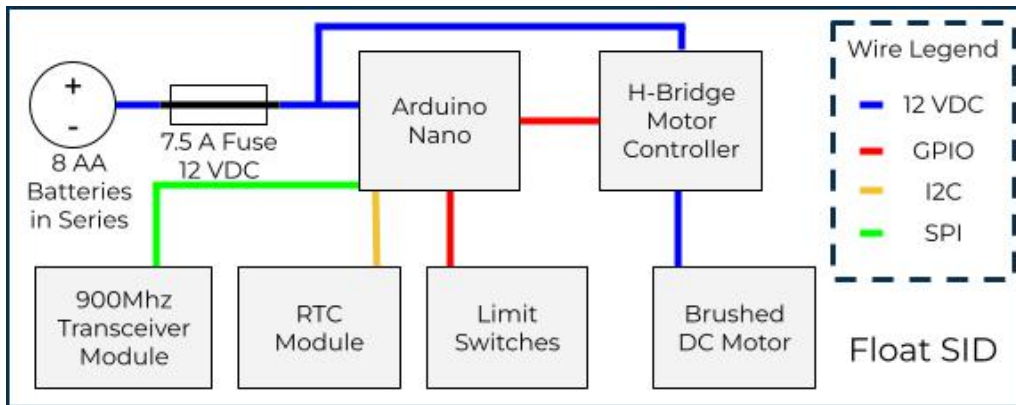 +
-
8 AA
Batteries
in Series
7.5 A Fuse
12 VDC
Arduino
Nano
H-Bridge
Motor
Controller
900Mhz
Transceiver
Module
RTC
Module
Limit
Switches
Brushed
DC Motor
Wire Legend
12 VDC
GPIO
I2C
SPI
Float SID